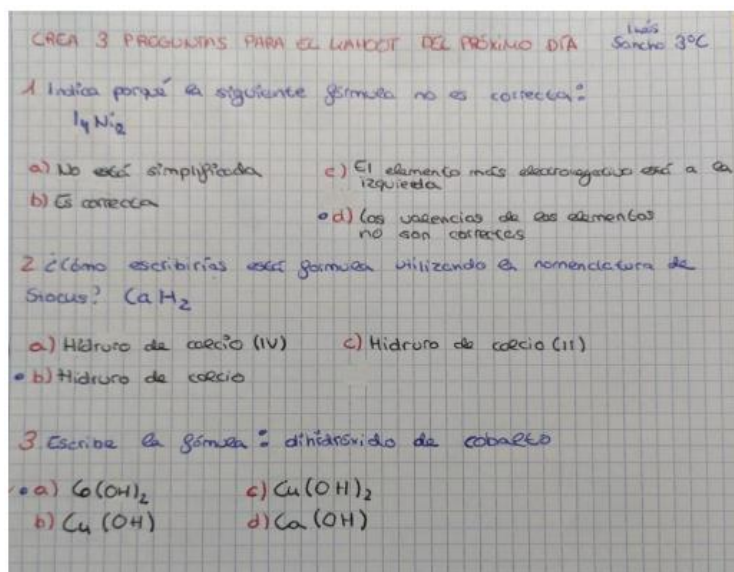 CREA 3 PREGUNTAS PARA EL KAHOOT DEL PRÓXIMO DÍA
Sancho 3ºC
1 Indica porqué la siguiente fórmula no es correcta:
I₄Ni₂
a) No está simplificada
c) El elemento más electronegativo está a la
izquierda
b) Es correcta
d) Las valencias de los elementos
no son correctas
2 ¿Cómo escribirías esta fórmula utilizando la nomenclatura de
Stocus? CaH₂
a) Hidruro de calcio (IV)
c) Hidruro de calcio (II)
b) Hidruro de calcio
3 Escribe la fórmula: dihidróxido de cobalto
a) Co(OH)₂
c) Cu(OH)₂
b) Cu(OH)
d) Ca(OH)